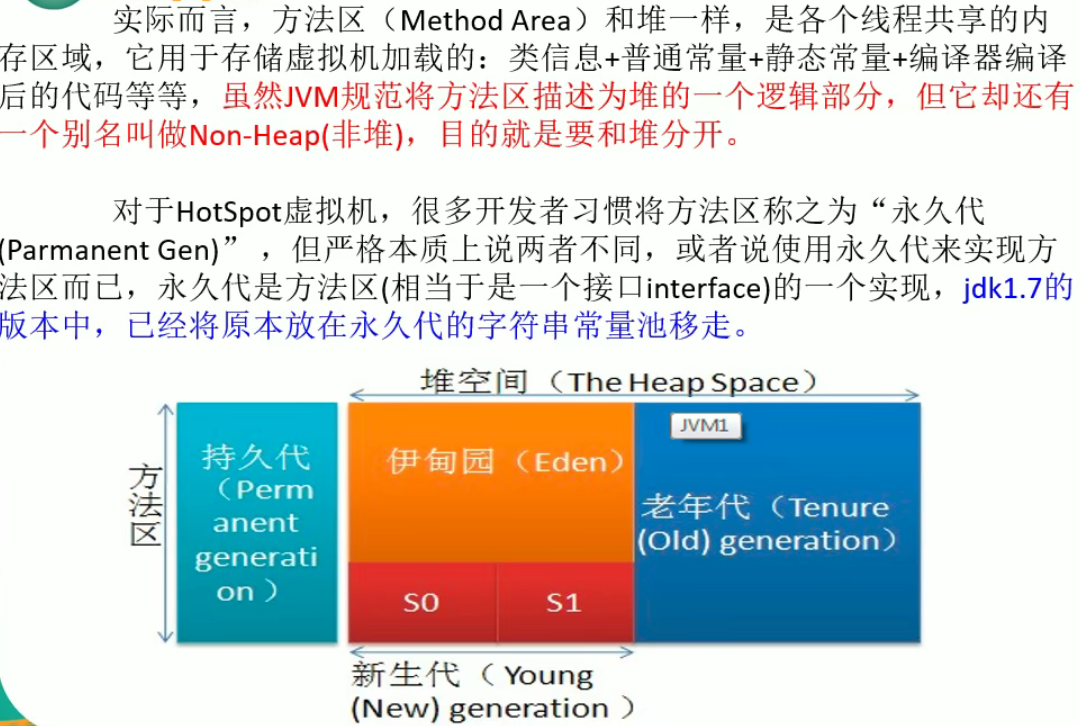 实际而言，方法区（Method Area）和堆一样，是各个线程共享的内
存区域，它用于存储虚拟机加载的：类信息+普通常量+静态常量+编译器编译
后的代码等等，虽然JVM规范将方法区描述为堆的一个逻辑部分，但它却还有
一个别名叫做Non-Heap(非堆)，目的就是要和堆分开。
对于HotSpot虚拟机，很多开发者习惯将方法区称之为“永久代
(Parmanent Gen)”，但严格本质上说两者不同，或者说使用永久代来实现方
法区而已，永久代是方法区(相当于是一个接口interface)的一个实现，jdk1.7的
版本中，已经将原本放在永久代的字符串常量池移走。
堆空间（The Heap Space）
方法区
持久代
（Perm
anent
generati
on）
伊甸园（Eden）
S0
S1
JVM1
老年代（Tenure
(Old) generation）
新生代（Young
(New) generation）